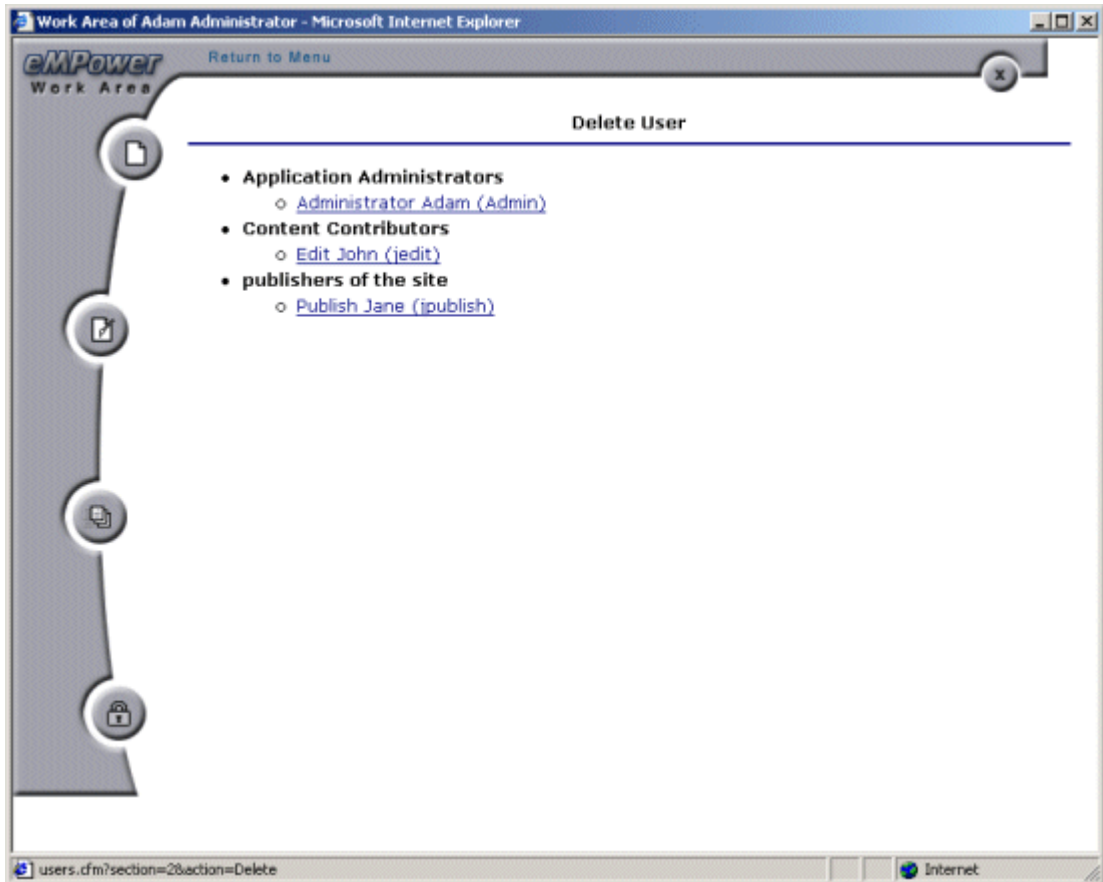 Work Area of Adam Administrator - Microsoft Internet Explorer
eMPower
Return to Menu
Work Area
x
Delete User
Application Administrators
Administrator Adam (Admin)
Content Contributors
Edit John (jedit)
publishers of the site
Publish Jane (jpublish)
users.cfm?section=2&action=Delete
Internet